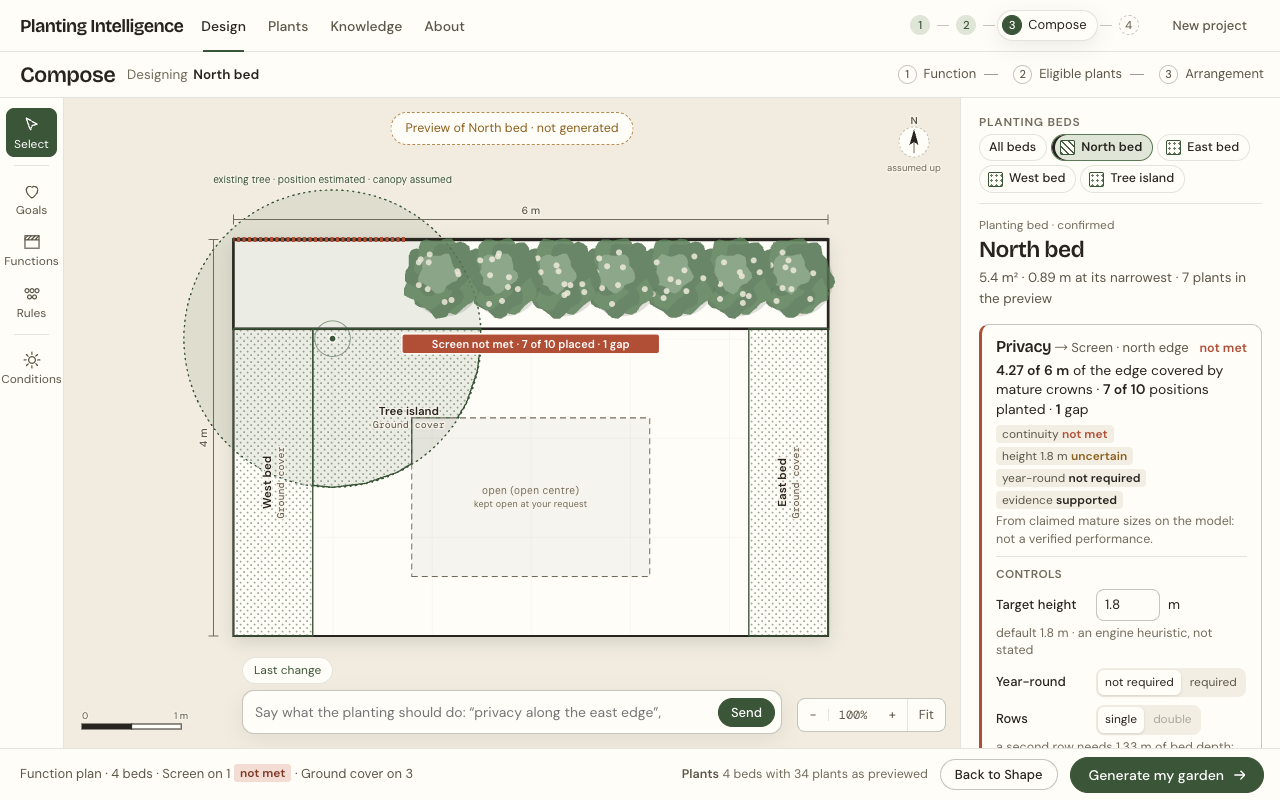 Planting Intelligence
Design
Plants
Knowledge
About
1
2
3
Compose
4
New project
Compose
Designing North bed
1 Function
2 Eligible plants
3 Arrangement
Select
Goals
Functions
Rules
Conditions
Preview of North bed · not generated
N
assumed up
existing tree · position estimated · canopy assumed
6 m
4 m
Screen not met · 7 of 10 placed · 1 gap
Tree island
Ground cover
West bed
Ground cover
East bed
Ground cover
open (open centre)
kept open at your request
0
1 m
Last change
Say what the planting should do: “privacy along the east edge”,
Send
−
100%
+
Fit
PLANTING BEDS
All beds
North bed
East bed
West bed
Tree island
Planting bed · confirmed
North bed
5.4 m² · 0.89 m at its narrowest · 7 plants in
the preview
Privacy → Screen · north edge not met
4.27 of 6 m of the edge covered by
mature crowns · 7 of 10 positions
planted · 1 gap
continuity not met
height 1.8 m uncertain
year-round not required
evidence supported
From claimed mature sizes on the model:
not a verified performance.
CONTROLS
Target height 1.8 m
default 1.8 m · an engine heuristic, not
stated
Year-round not required required
Rows single double
a second row needs 1.33 m of bed depth;
Function plan · 4 beds · Screen on 1 not met · Ground cover on 3
Plants 4 beds with 34 plants as previewed
Back to Shape
Generate my garden →